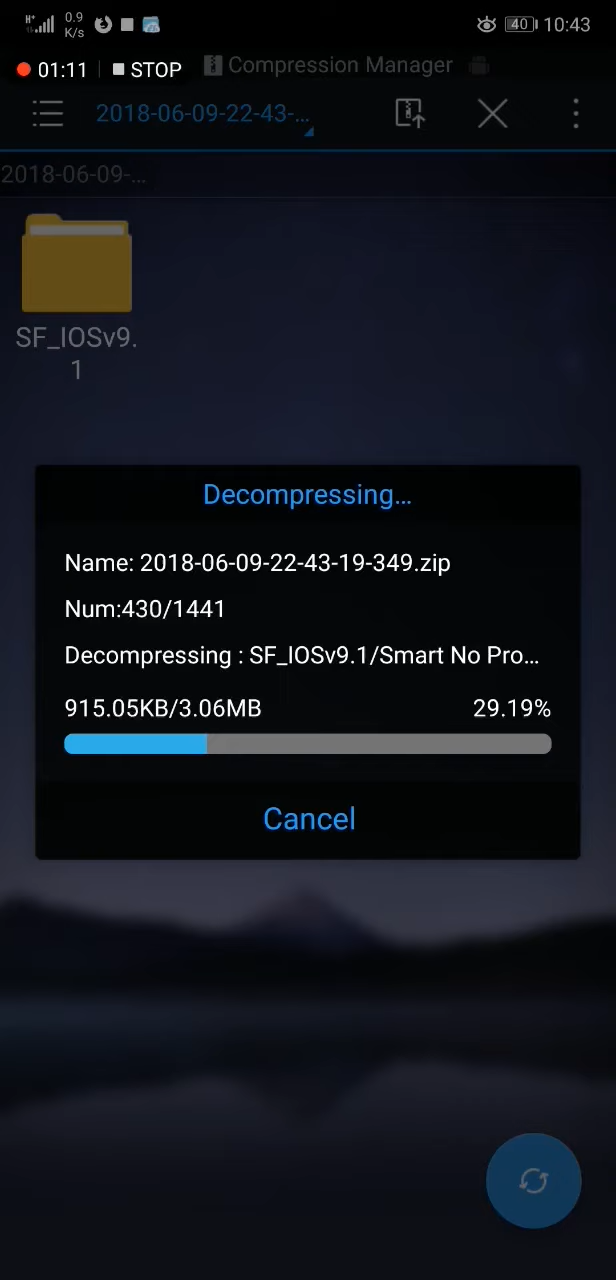 H+ 0.9 K/s 40 10:43
01:11 STOP Compression Manager
2018-06-09-22-43-...
2018-06-09-...
SF_IOSv9.
1
Decompressing...
Name: 2018-06-09-22-43-19-349.zip
Num:430/1441
Decompressing : SF_IOSv9.1/Smart No Pro...
915.05KB/3.06MB 29.19%
Cancel